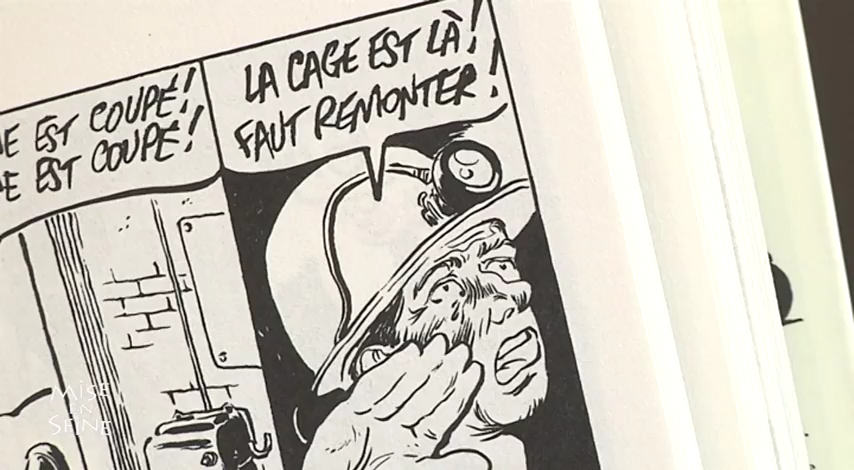 EST COUPÉ!
EST COUPÉ!
LA CAGE EST LÀ!
FAUT REMONTER!
MISE
EN
SEINE